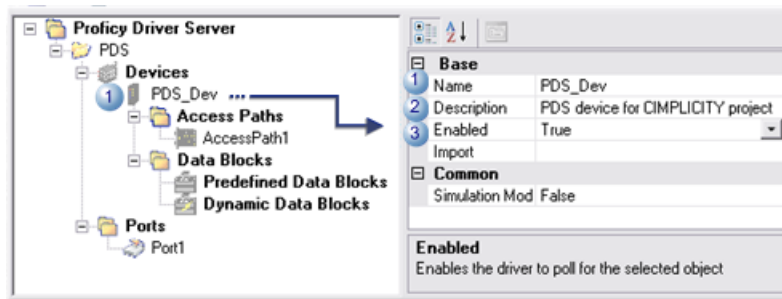 Proficy Driver Server
PDS
Devices
1 PDS_Dev ...
Access Paths
AccessPath1
Data Blocks
Predefined Data Blocks
Dynamic Data Blocks
Ports
Port1
A Z
Base
1 Name PDS_Dev
2 Description PDS device for CIMPLICITY project
3 Enabled True
Import
Common
Simulation Mod False
Enabled
Enables the driver to poll for the selected object